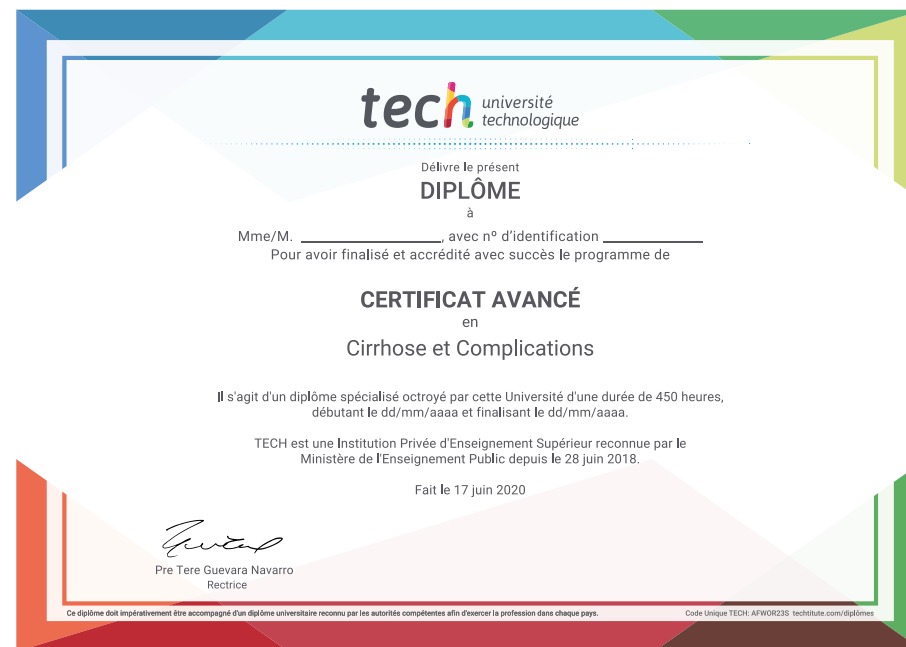 tech université
technologique
Délivre le présent
DIPLÔME
à
Mme/M. ____________________, avec nº d'identification ______________
Pour avoir finalisé et accrédité avec succès le programme de
CERTIFICAT AVANCÉ
en
Cirrhose et Complications
Il s'agit d'un diplôme spécialisé octroyé par cette Université d'une durée de 450 heures,
débutant le dd/mm/aaaa et finalisant le dd/mm/aaaa.
TECH est une Institution Privée d'Enseignement Supérieur reconnue par le
Ministère de l'Enseignement Public depuis le 28 juin 2018.
Fait le 17 juin 2020
Pre Tere Guevara Navarro
Rectrice
Ce diplôme doit impérativement être accompagné d'un diplôme universitaire reconnu par les autorités compétentes afin d'exercer la profession dans chaque pays.
Code Unique TECH: AFWOR23S techtitute.com/diplômes